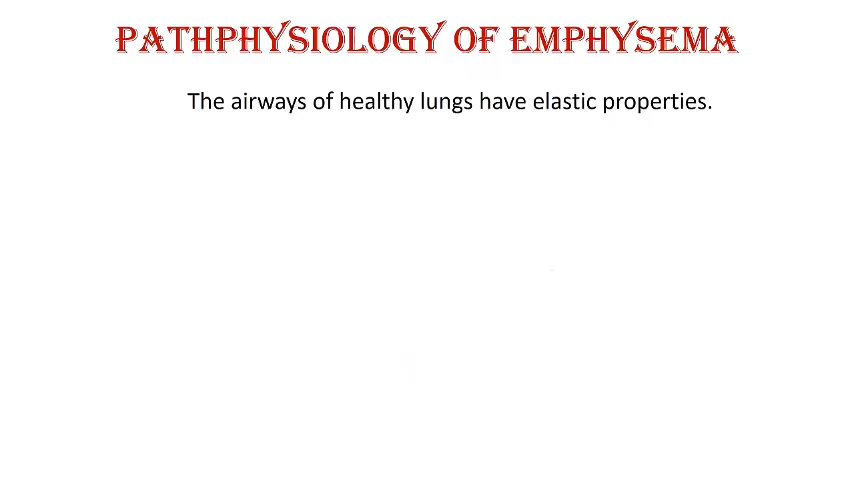 PATHPHYSIOLOGY OF EMPHYSEMA
The airways of healthy lungs have elastic properties.